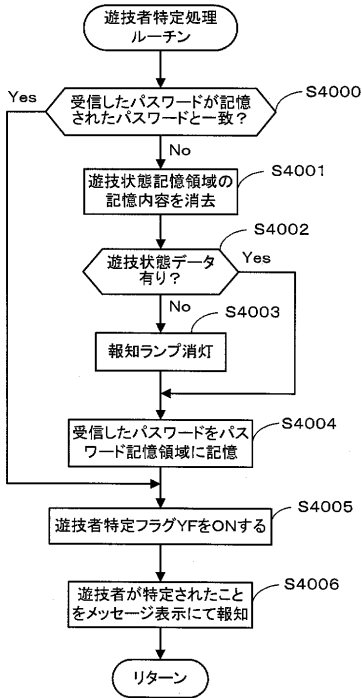 遊技者特定処理
ルーチン
S4000
Yes
受信したパスワードが記憶
されたパスワードと一致？
No
S4001
遊技状態記憶領域の
記憶内容を消去
S4002
遊技状態データ
有り？
Yes
No
S4003
報知ランプ消灯
S4004
受信したパスワードをパス
ワード記憶領域に記憶
S4005
遊技者特定フラグYFをONする
S4006
遊技者が特定されたこと
をメッセージ表示にて報知
リターン